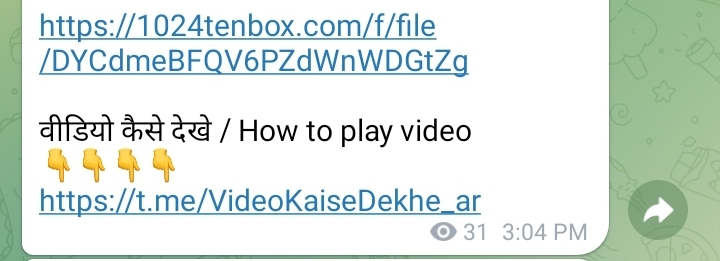 https://1024tenbox.com/f/file
/DYCdmeBFQV6PZdWnWDGtZg
वीडियो कैसे देखे / How to play video
👇👇👇👇
https://t.me/VideoKaiseDekhe_ar
31 3:04 PM